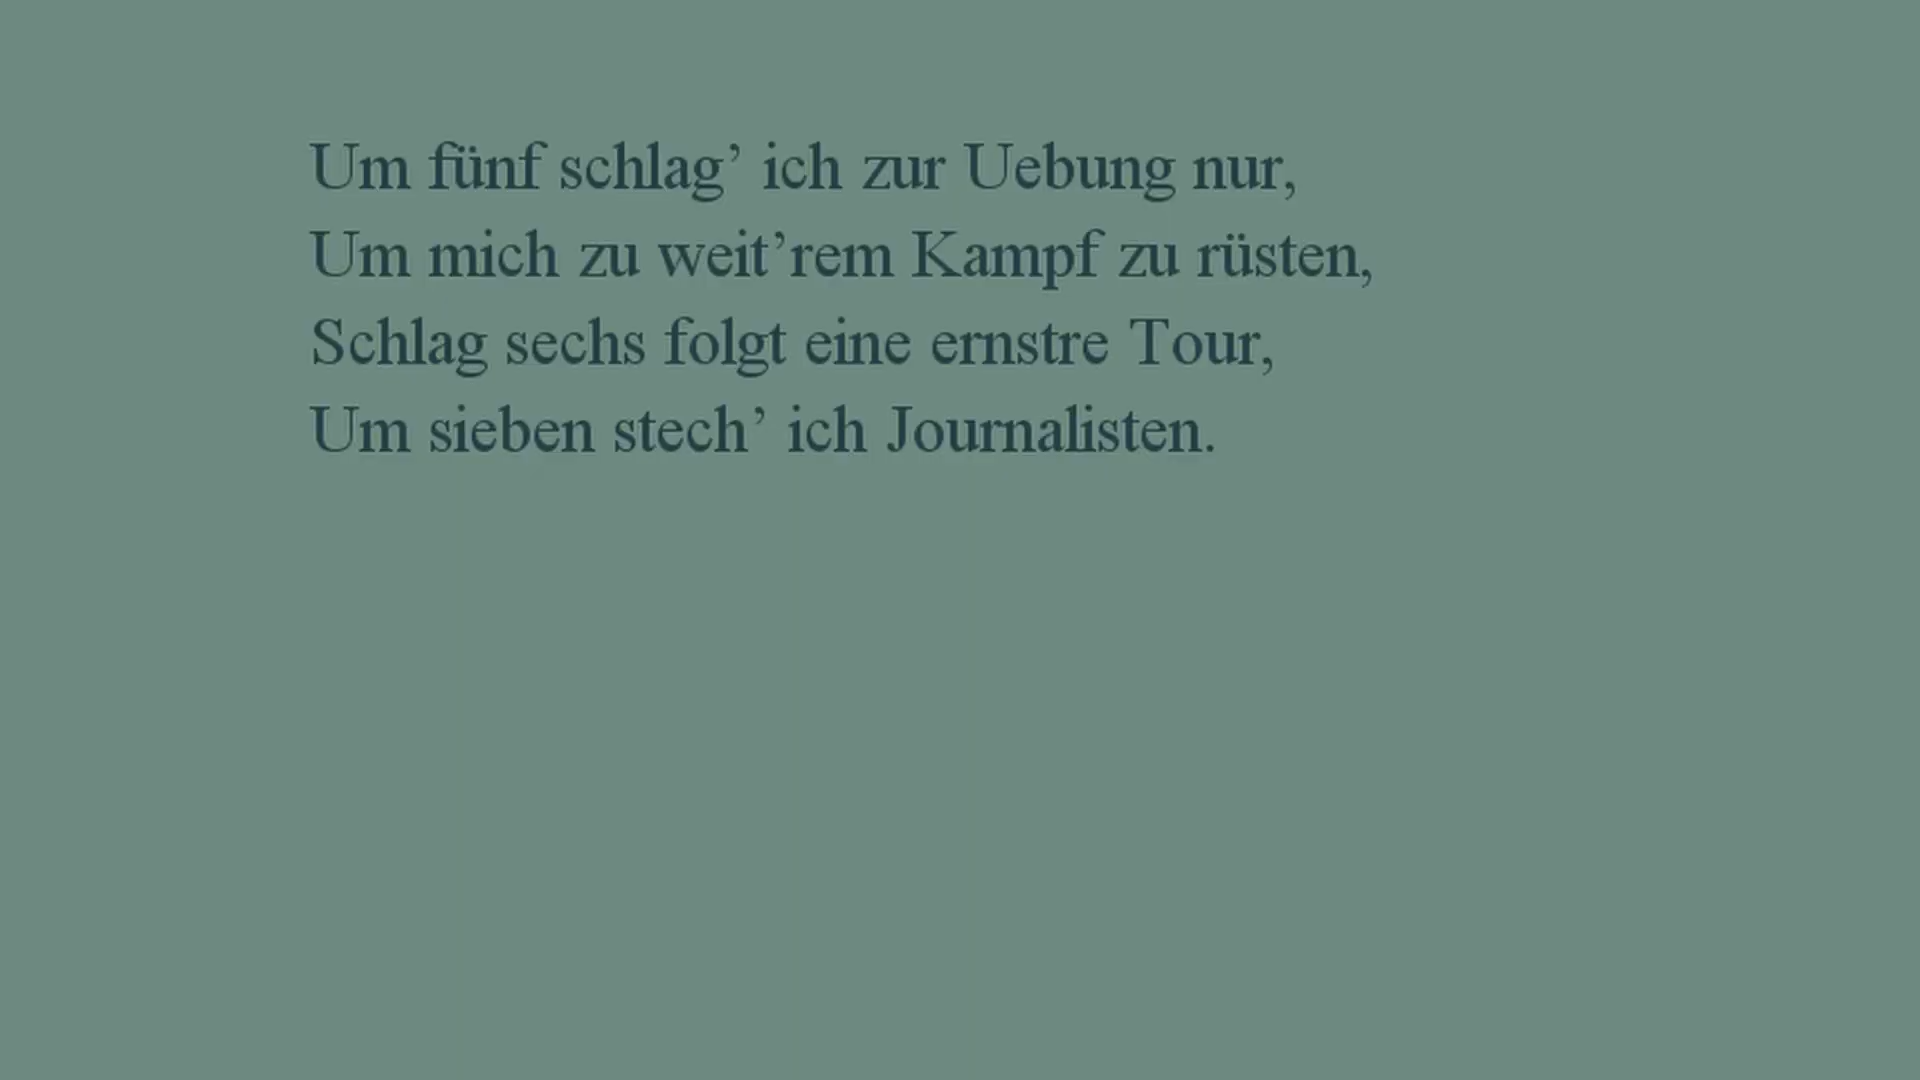 Um fünf schlag’ ich zur Uebung nur,
Um mich zu weit’rem Kampf zu rüsten,
Schlag sechs folgt eine ernstre Tour,
Um sieben stech’ ich Journalisten.